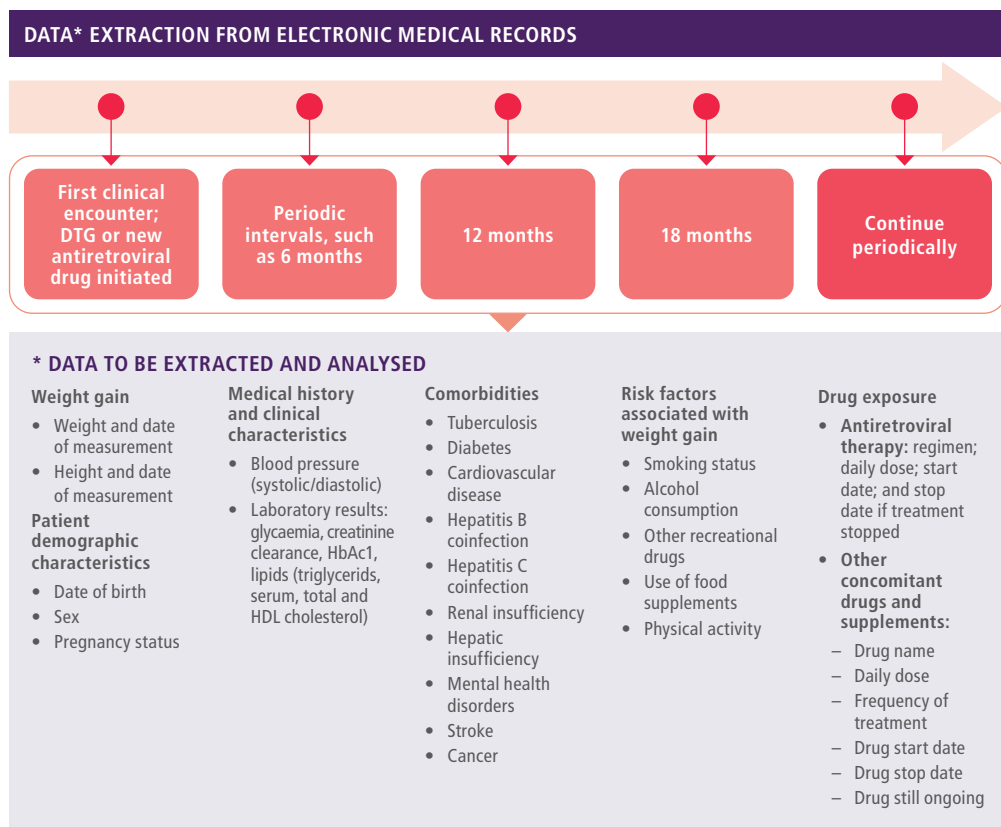 DATA* EXTRACTION FROM ELECTRONIC MEDICAL RECORDS
First clinical
encounter;
DTG or new
antiretroviral
drug initiated
Periodic
intervals, such
as 6 months
12 months
18 months
Continue
periodically
* DATA TO BE EXTRACTED AND ANALYSED
Weight gain
• Weight and date
of measurement
• Height and date
of measurement
Patient
demographic
characteristics
• Date of birth
• Sex
• Pregnancy status
Medical history
and clinical
characteristics
• Blood pressure
(systolic/diastolic)
• Laboratory results:
glycaemia, creatinine
clearance, HbAc1,
lipids (triglycerids,
serum, total and
HDL cholesterol)
Comorbidities
• Tuberculosis
• Diabetes
• Cardiovascular
disease
• Hepatitis B
coinfection
• Hepatitis C
coinfection
• Renal insufficiency
• Hepatic
insufficiency
• Mental health
disorders
• Stroke
• Cancer
Risk factors
associated with
weight gain
• Smoking status
• Alcohol
consumption
• Other recreational
drugs
• Use of food
supplements
• Physical activity
Drug exposure
• Antiretroviral
therapy: regimen;
daily dose; start
date; and stop
date if treatment
stopped
• Other
concomitant
drugs and
supplements:
– Drug name
– Daily dose
– Frequency of
treatment
– Drug start date
– Drug stop date
– Drug still ongoing